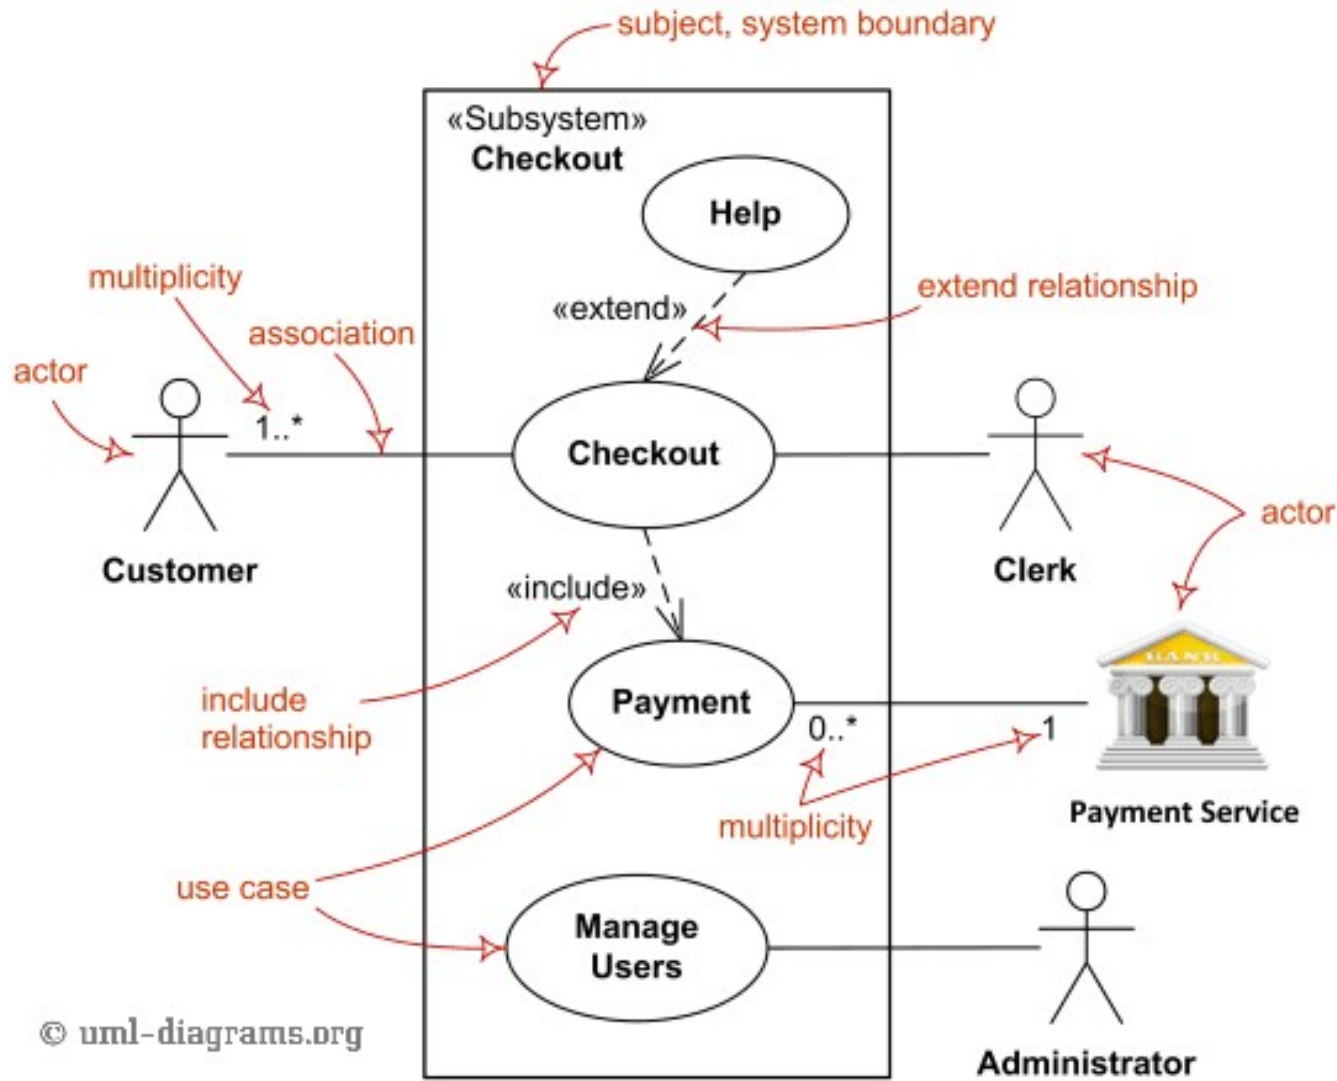 subject, system boundary
«Subsystem»
Checkout
Help
multiplicity
«extend»
extend relationship
association
actor
1..*
Checkout
actor
Customer
Clerk
«include»
BANK
include
relationship
Payment
0..*
1
Payment Service
multiplicity
use case
Manage
Users
© uml-diagrams.org
Administrator